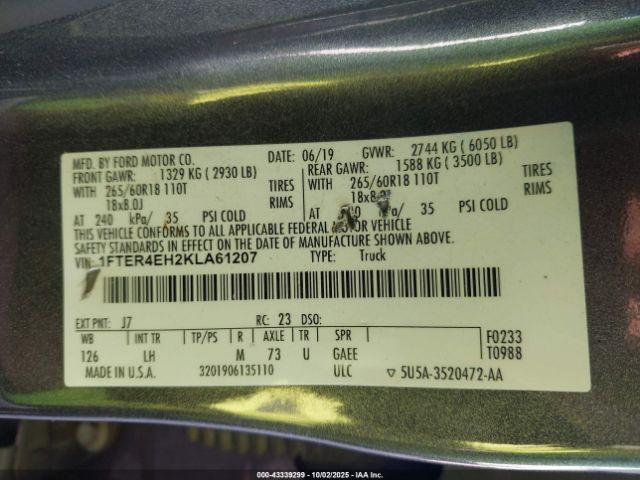 MFD. BY FORD MOTOR CO.
DATE: 06/19
GVWR: 2744 KG ( 6050 LB)
FRONT GAWR: 1329 KG ( 2930 LB)
REAR GAWR: 1588 KG ( 3500 LB)
WITH 265/60R18 110T TIRES
WITH 265/60R18 110T TIRES
18x8.0J RIMS
18x8. RIMS
AT 240 kPa/ 35 PSI COLD
AT kPa/ 35 PSI COLD
THIS VEHICLE CONFORMS TO ALL APPLICABLE FEDERAL MOTOR VEHICLE
SAFETY STANDARDS IN EFFECT ON THE DATE OF MANUFACTURE SHOWN ABOVE.
VIN: 1FTER4EH2KLA61207
TYPE: Truck
EXT PNT: J7 RC: 23 DSO:
WB INT TR TP/PS R AXLE TR SPR
126 LH M 73 U GAEE
F0233
T0988
MADE IN U.S.A. 3201906135110 ULC ▽ 5U5A-3520472-AA
000-43339299 - 10/02/2025 - IAAC